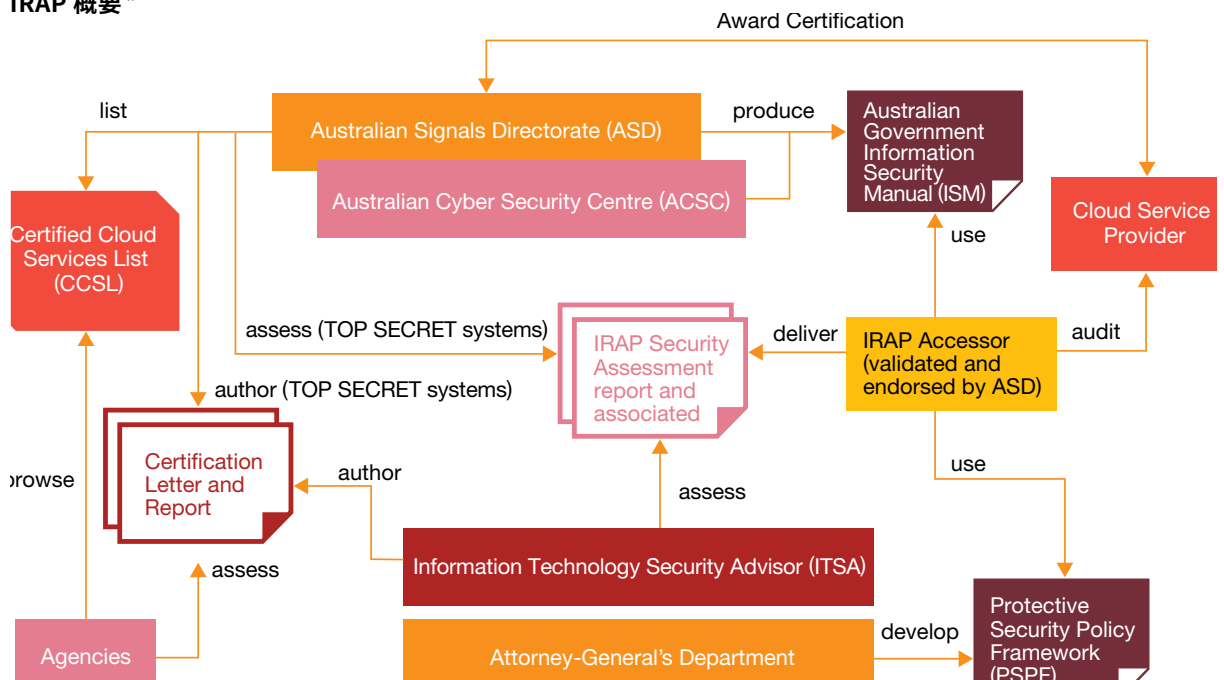 IRAP 概要
Award Certification
list
Australian Signals Directorate (ASD)
produce
Australian
Government
Information
Security
Manual (ISM)
Australian Cyber Security Centre (ACSC)
Cloud Service
Provider
Certified Cloud
Services List
(CCSL)
use
assess (TOP SECRET systems)
IRAP Security
Assessment
report and
associated
deliver
IRAP Accessor
(validated and
endorsed by ASD)
audit
author (TOP SECRET systems)
Certification
Letter and
Report
author
use
browse
assess
assess
Information Technology Security Advisor (ITSA)
Protective
Security Policy
Framework
(PSPF)
Agencies
Attorney-General's Department
develop